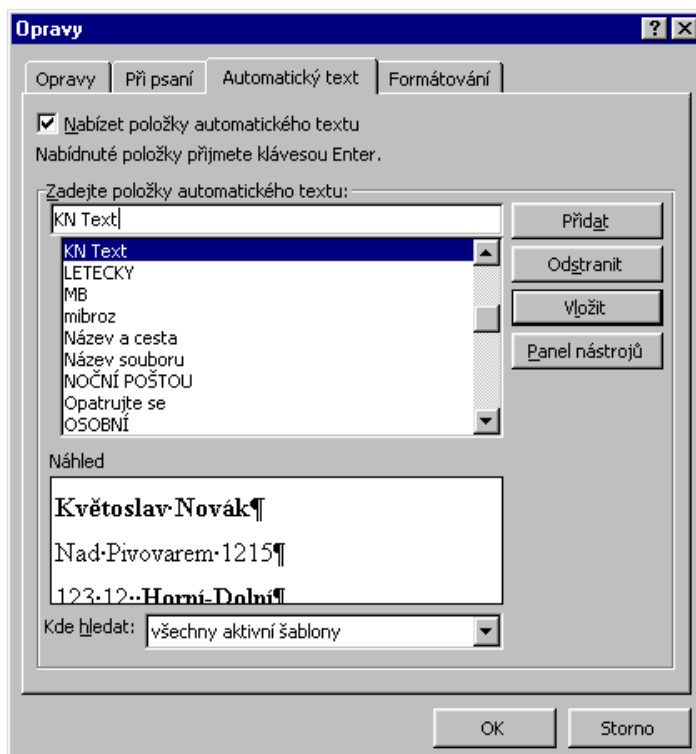 Opravy
Opravy Při psaní Automatický text Formátování
Nabízet položky automatického textu
Nabídnuté položky přijmete klávesou Enter.
Zadejte položky automatického textu:
KN Text
Přidat
KN Text
LETECKY
MB
mibroz
Název a cesta
Název souboru
NOČNÍ POŠTOU
Opatrujte se
OSOBNÍ
Odstranit
Vložit
Panel nástrojů
Náhled
Květoslav·Novák¶
Nad·Pivovarem·1215¶
123·12··Horní-Dolní¶
Kde hledat: všechny aktivní šablony
OK Storno